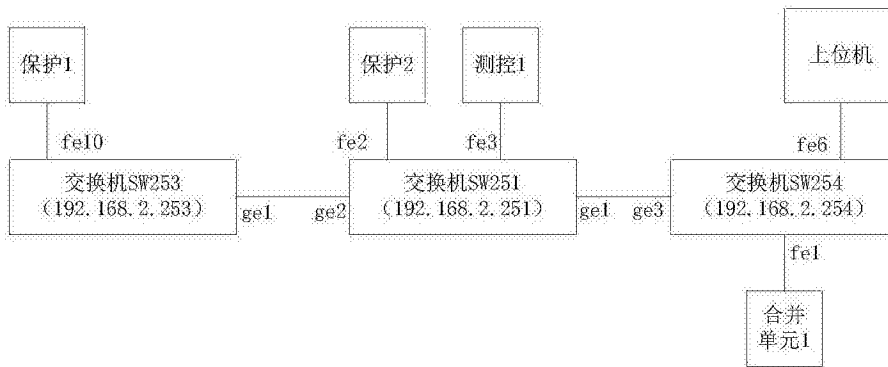 保护1
保护2
测控1
上位机
fe10
fe2
fe3
fe6
交换机SW253
(192.168.2.253)
交换机SW251
(192.168.2.251)
交换机SW254
(192.168.2.254)
ge1
ge2
ge1
ge3
fe1
合并
单元1